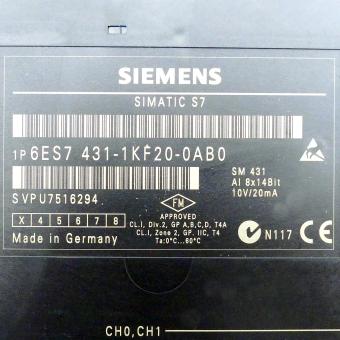 SIEMENS
SIMATIC S7
1P 6ES7 431-1KF20-0AB0
SM 431
AI 8x14Bit
10V/20mA
SVPU7516294
FM
APPROVED
CL.I, Div.2, GP A,B,C,D, T4A
CL.I, Zone 2, GP. IIC, T4
Ta:0°C...60°C
X 4 5 6 7 8
Made in Germany
N117 CE
CH0,CH1